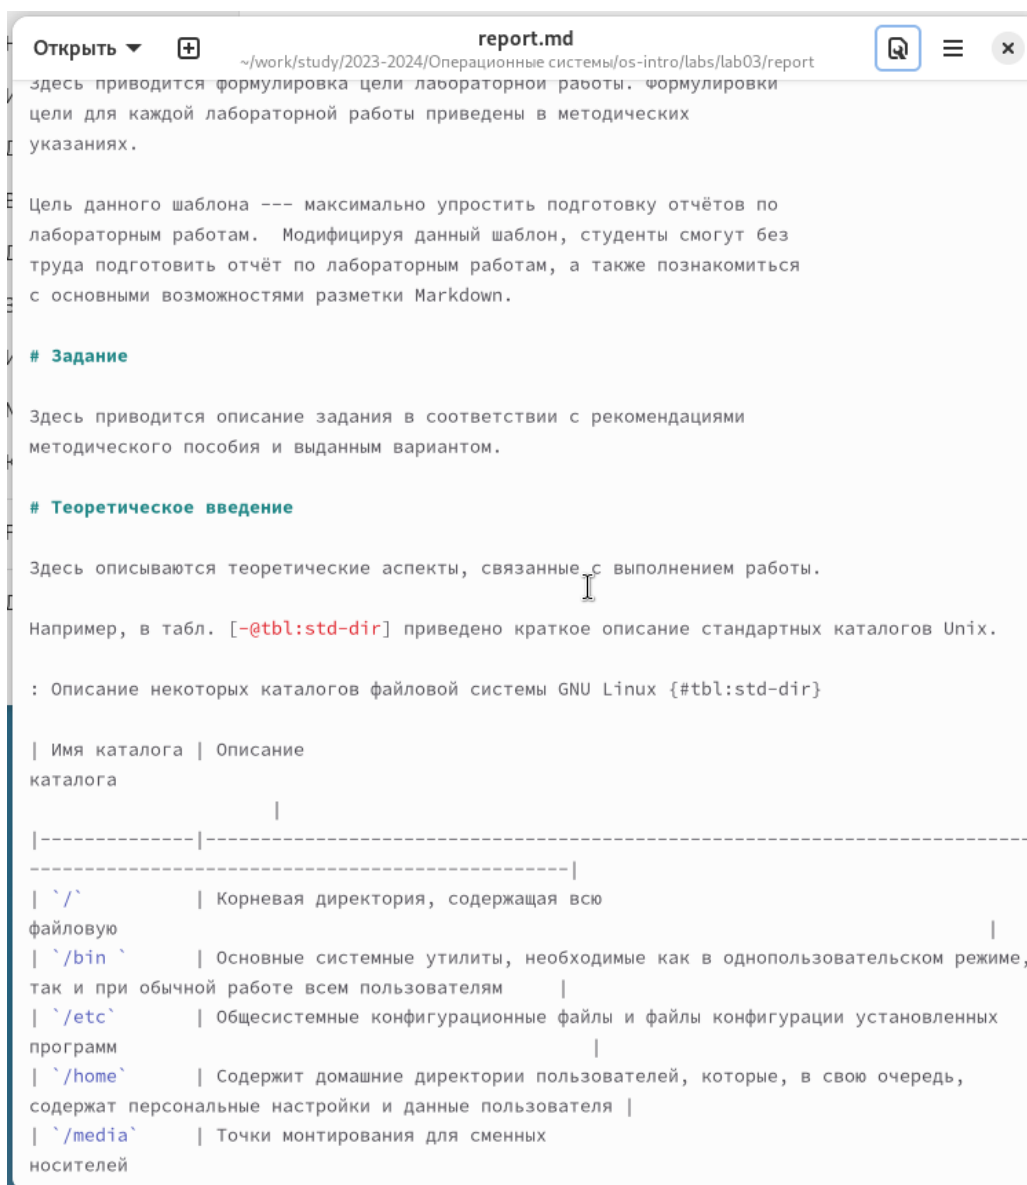 Открыть
report.md
~/work/study/2023-2024/Операционные системы/os-intro/labs/lab03/report
Здесь приводится формулировка цели лабораторной работы. Формулировки
цели для каждой лабораторной работы приведены в методических
указаниях.
Цель данного шаблона --- максимально упростить подготовку отчётов по
лабораторным работам.  Модифицируя данный шаблон, студенты смогут без
труда подготовить отчёт по лабораторным работам, а также познакомиться
с основными возможностями разметки Markdown.
# Задание
Здесь приводится описание задания в соответствии с рекомендациями
методического пособия и выданным вариантом.
# Теоретическое введение
Здесь описываются теоретические аспекты, связанные с выполнением работы.
Например, в табл. [-@tbl:std-dir] приведено краткое описание стандартных каталогов Unix.
: Описание некоторых каталогов файловой системы GNU Linux {#tbl:std-dir}
| Имя каталога | Описание
каталога
|
|--------------|---------------------------------------------------------------------------
-------------------------------------------------|
| `/`          | Корневая директория, содержащая всю
файловую |
| `/bin `      | Основные системные утилиты, необходимые как в однопользовательском режиме,
так и при обычной работе всем пользователям |
| `/etc`       | Общесистемные конфигурационные файлы и файлы конфигурации установленных
программ |
| `/home`      | Содержит домашние директории пользователей, которые, в свою очередь,
содержат персональные настройки и данные пользователя |
| `/media`     | Точки монтирования для сменных
носителей